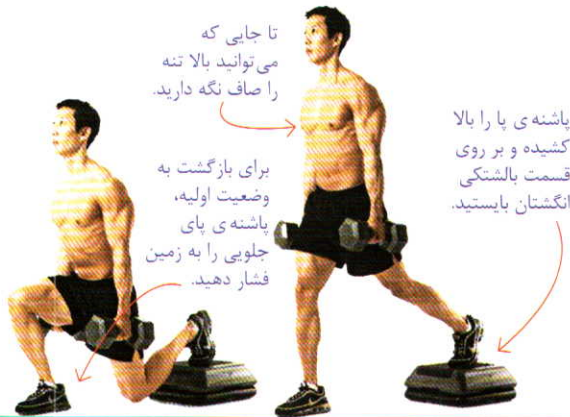 تا جایی که
می‌توانید بالا تنه
را صاف نگه دارید.
پاشنه ی پا را بالا
کشیده و بر روی
قسمت بالشتکی
انگشتان بایستید.
برای بازگشت به
وضعیت اولیه،
پاشنه‌ی پای
جلویی را به زمین
فشار دهید.